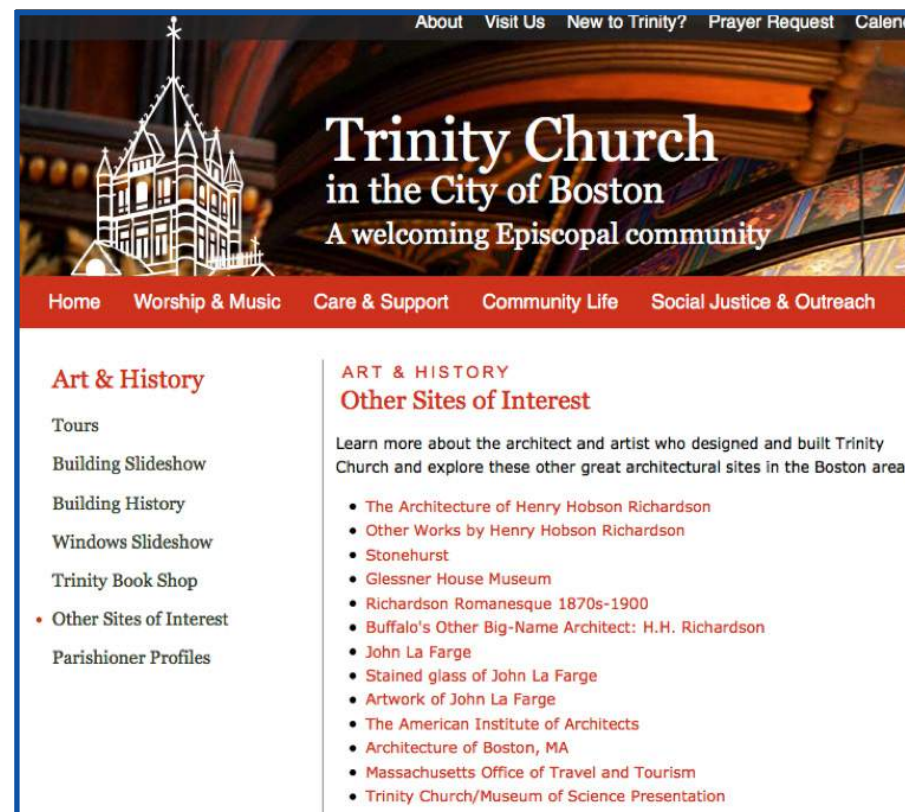 About Visit Us New to Trinity? Prayer Request
Trinity Church
in the City of Boston
A welcoming Episcopal community
Home Worship & Music Care & Support Community Life Social Justice & Outreach
Art & History
Tours
Building Slideshow
Building History
Windows Slideshow
Trinity Book Shop
• Other Sites of Interest
Parishioner Profiles
ART & HISTORY
Other Sites of Interest
Learn more about the architect and artist who designed and built Trinity
Church and explore these other great architectural sites in the Boston area
• The Architecture of Henry Hobson Richardson
• Other Works by Henry Hobson Richardson
• Stonehurst
• Glessner House Museum
• Richardson Romanesque 1870s-1900
• Buffalo's Other Big-Name Architect: H.H. Richardson
• John La Farge
• Stained glass of John La Farge
• Artwork of John La Farge
• The American Institute of Architects
• Architecture of Boston, MA
• Massachusetts Office of Travel and Tourism
• Trinity Church/Museum of Science Presentation